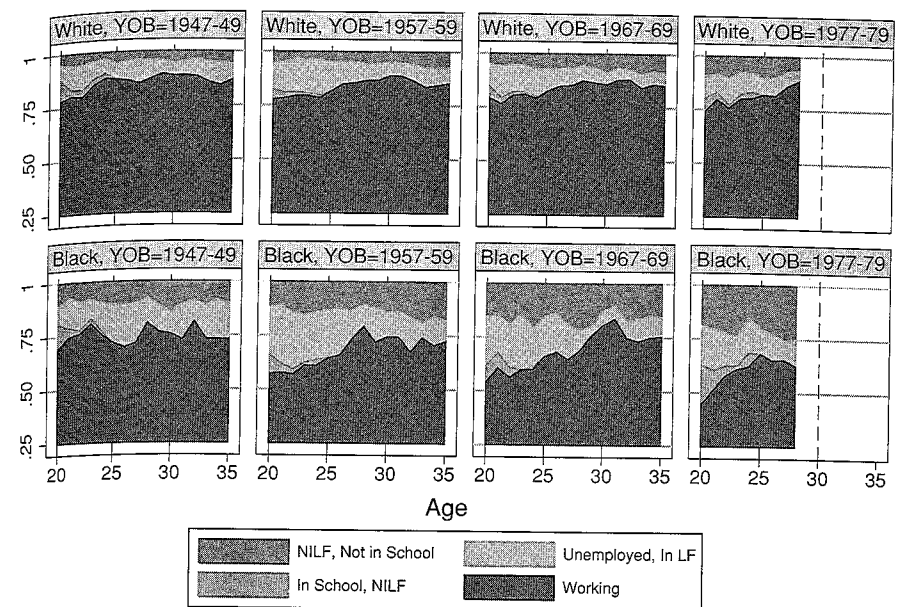 White, YOB=1947-49
White, YOB=1957-59
White, YOB=1967-69
White, YOB=1977-79
1
.75
.50
.25
Black, YOB=1947-49
Black, YOB=1957-59
Black, YOB=1967-69
Black, YOB=1977-79
1
.75
.50
.25
20 25 30 35 20 25 30 35 20 25 30 35 20 25 30 35
Age
NILF, Not in School
Unemployed, In LF
In School, NILF
Working